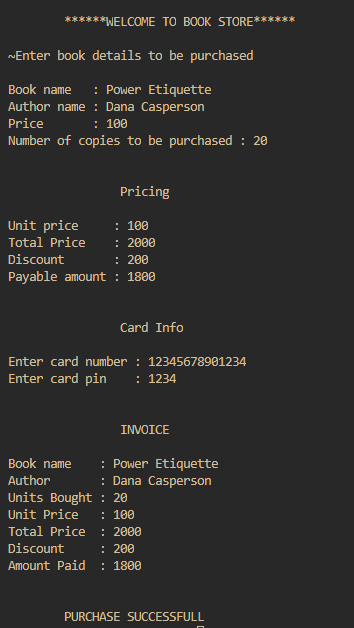 ******WELCOME TO BOOK STORE******
~Enter book details to be purchased
Book name   : Power Etiquette
Author name : Dana Casperson
Price       : 100
Number of copies to be purchased : 20
Pricing
Unit price     : 100
Total Price    : 2000
Discount       : 200
Payable amount : 1800
Card Info
Enter card number : 12345678901234
Enter card pin    : 1234
INVOICE
Book name    : Power Etiquette
Author       : Dana Casperson
Units Bought : 20
Unit Price   : 100
Total Price  : 2000
Discount     : 200
Amount Paid  : 1800
PURCHASE SUCCESSFULL